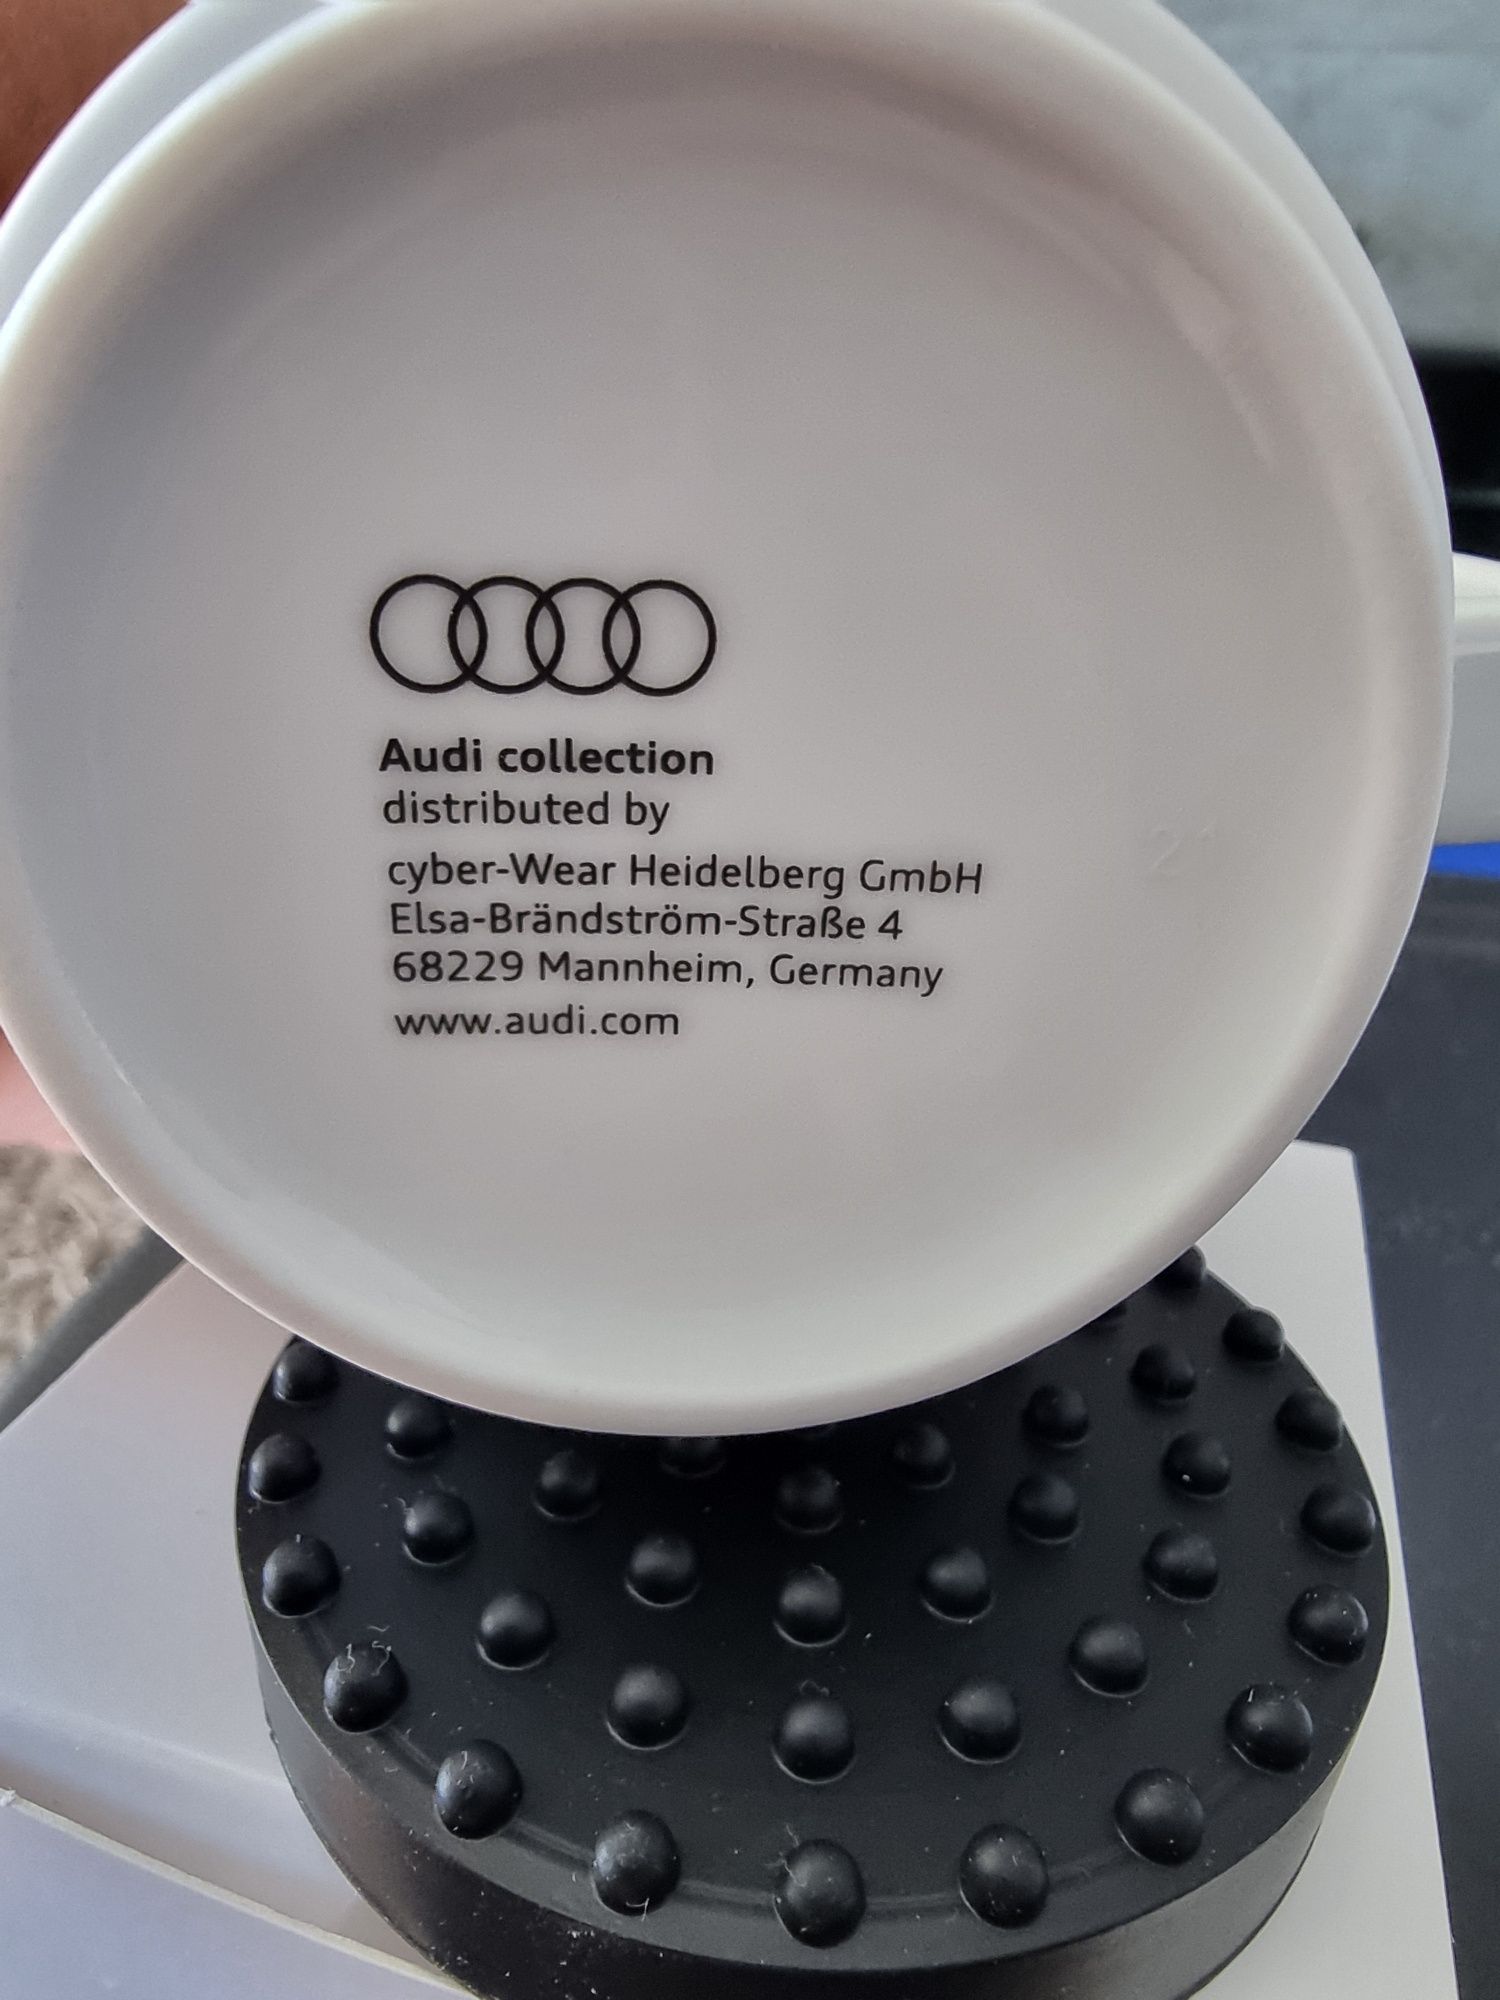 Audi collection
distributed by
cyber-Wear Heidelberg GmbH
Elsa-Brändström-Straße 4
68229 Mannheim, Germany
www.audi.com